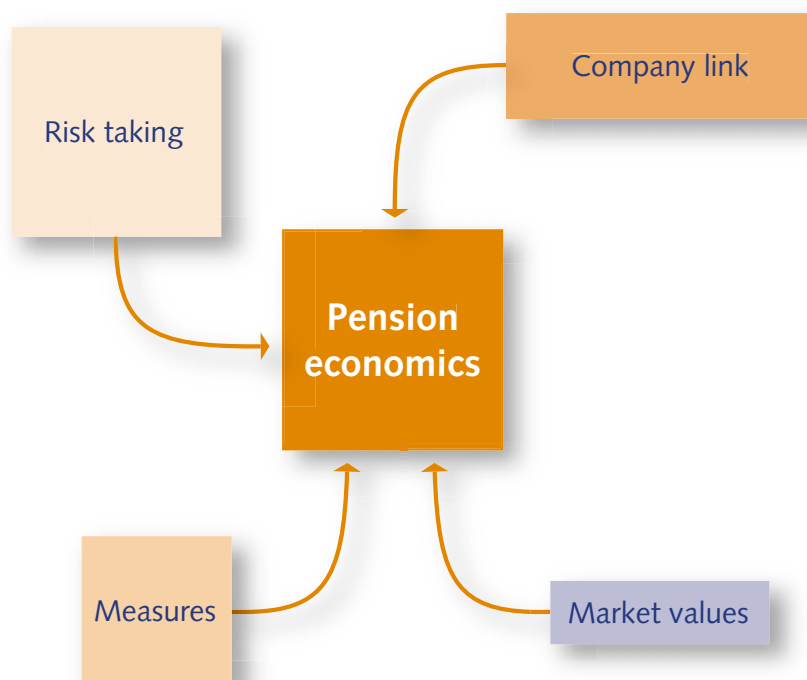 Company link
Risk taking
Pension
economics
Measures
Market values